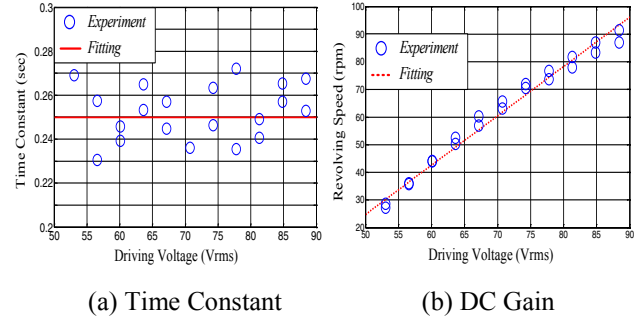 0.3
0.28
0.26
0.24
0.22
0.2
Time Constant (sec)
Experiment
Fitting
50 55 60 65 70 75 80 85 90
Driving Voltage (Vrms)
(a) Time Constant
100
90
80
70
60
50
40
30
20
Revolving Speed (rpm)
Experiment
Fitting
50 55 60 65 70 75 80 85 90
Driving Voltage (Vrms)
(b) DC Gain